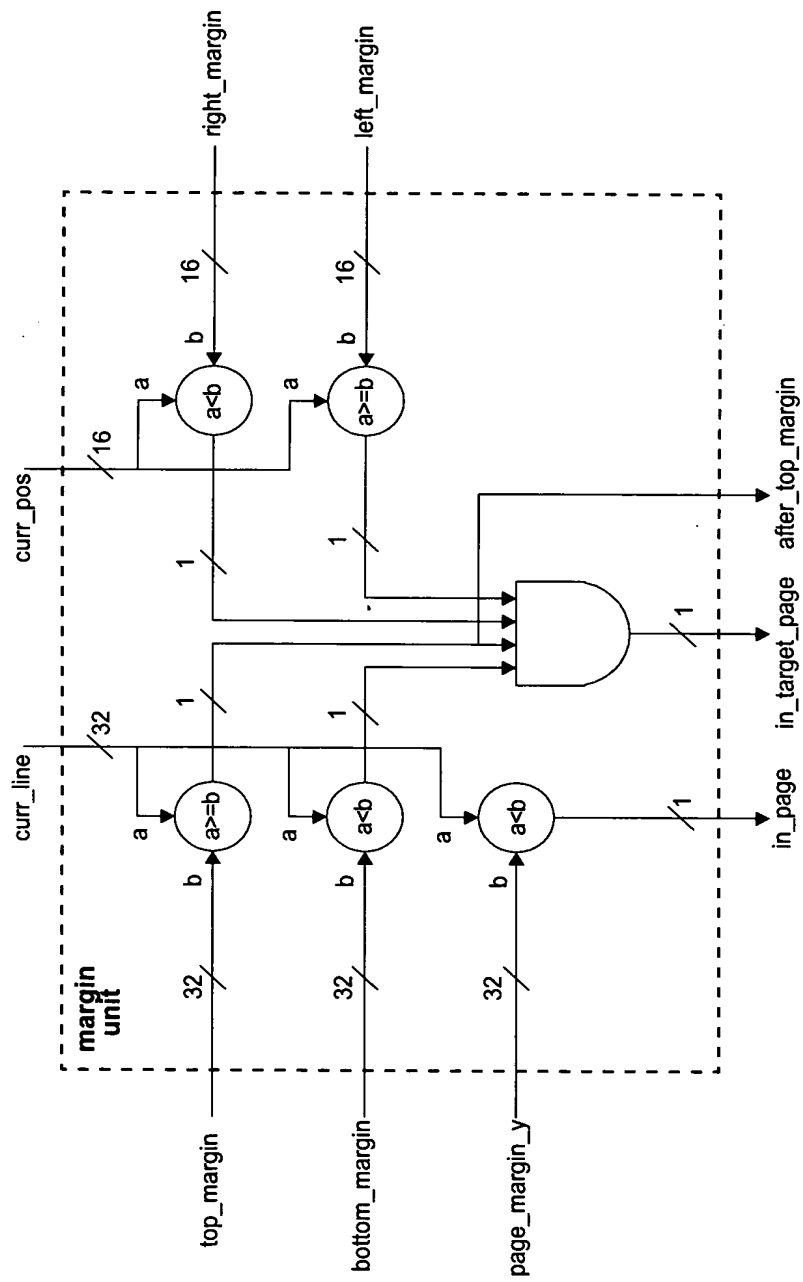 curr_line
curr_pos
32
16
margin
unit
top_margin
32
b
a
a>=b
1
a
a<b
b
16
right_margin
1
bottom_margin
32
b
a
a<b
1
a
a>=b
b
16
left_margin
1
page_margin_y
32
b
a
a<b
1
1
in_page
in_target_page
after_top_margin